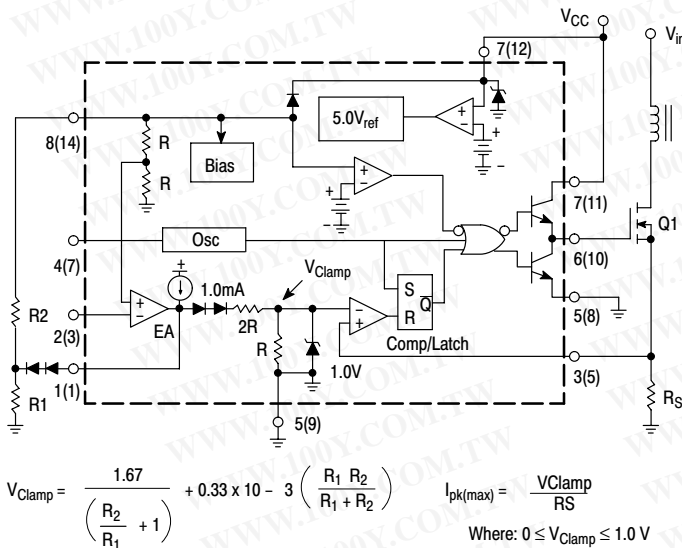 WWW.100Y.COM.TW
VCC
Vin
7(12)
8(14)
R
R
Bias
5.0Vref
+
−
+
−
+
−
+
−
7(11)
Q1
Osc
4(7)
6(10)
VClamp
+
1.0mA
S
Q
R
5(8)
R2
2(3)
+
−
EA
2R
R
−
+
Comp/Latch
1.0V
1(1)
3(5)
R1
5(9)
RS
VClamp = 1.67 / (R2/R1 + 1) + 0.33 x 10 − 3 (R1 R2 / R1 + R2)
Ipk(max) = VClamp / RS
Where: 0 ≤ VClamp ≤ 1.0 V